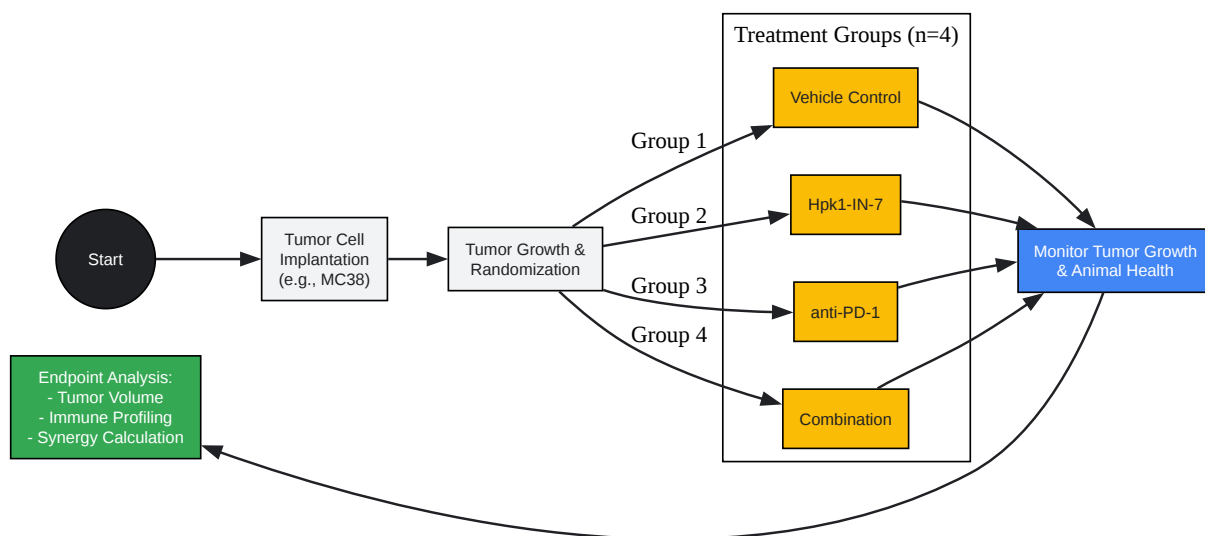 Start
Tumor Cell
Implantation
(e.g., MC38)
Tumor Growth &
Randomization
Group 1
Group 2
Group 3
Group 4
Treatment Groups (n=4)
Vehicle Control
Hpk1-IN-7
anti-PD-1
Combination
Monitor Tumor Growth
& Animal Health
Endpoint Analysis:
- Tumor Volume
- Immune Profiling
- Synergy Calculation